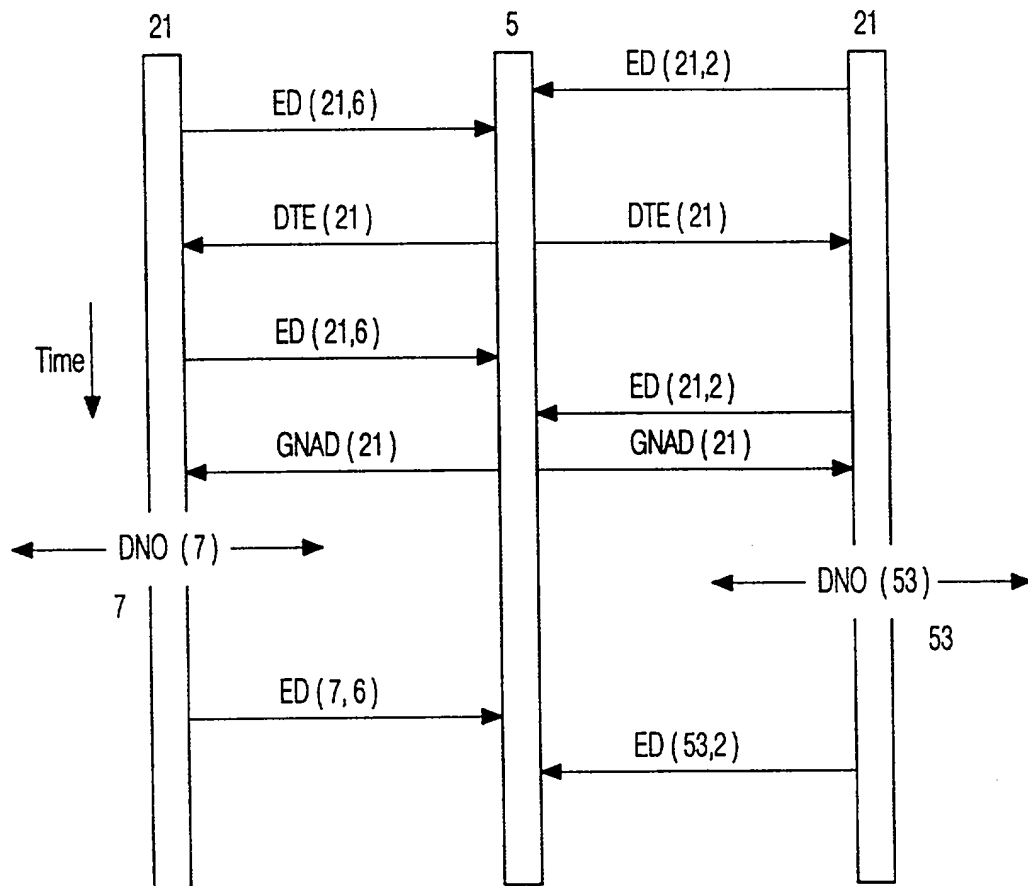 21
5
21
ED (21,2)
ED (21,6)
DTE (21)
DTE (21)
ED (21,6)
Time
ED (21,2)
GNAD (21)
GNAD (21)
DNO (7)
DNO (53)
7
53
ED (7, 6)
ED (53,2)